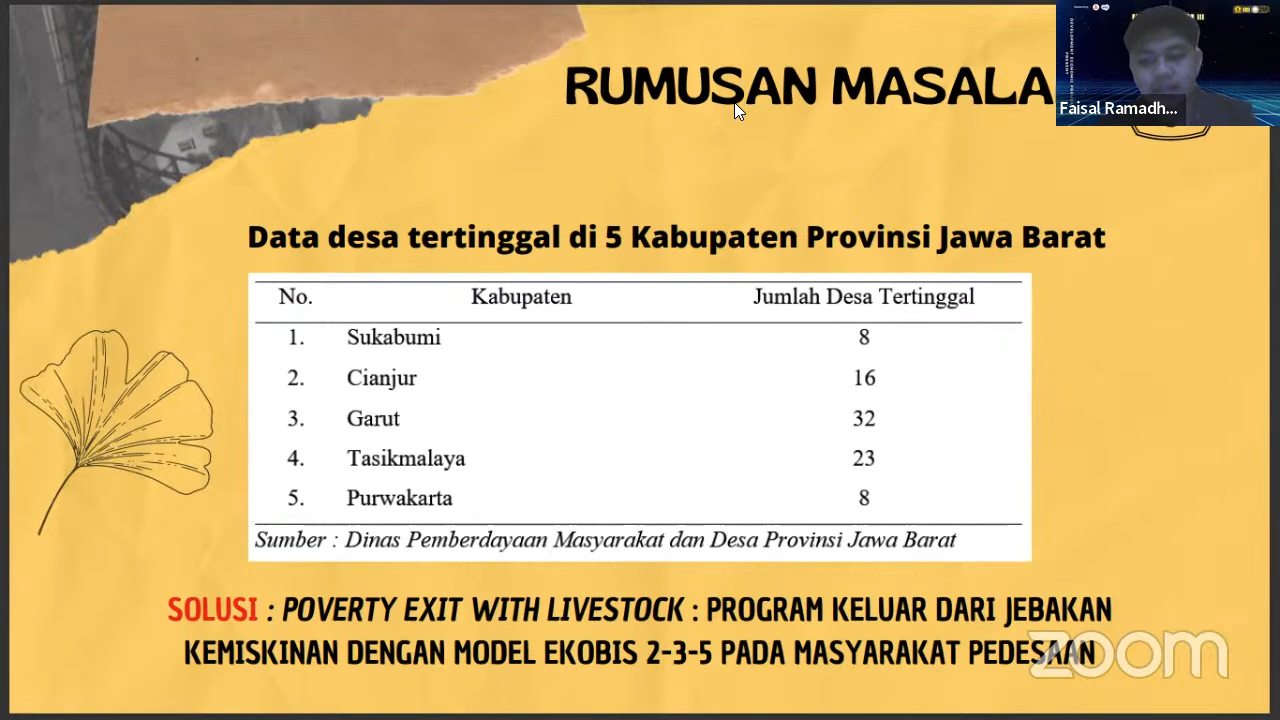 RUMUSAN MASALA
Faisal Ramadh...
Data desa tertinggal di 5 Kabupaten Provinsi Jawa Barat
No. Kabupaten Jumlah Desa Tertinggal
1. Sukabumi 8
2. Cianjur 16
3. Garut 32
4. Tasikmalaya 23
5. Purwakarta 8
Sumber : Dinas Pemberdayaan Masyarakat dan Desa Provinsi Jawa Barat
SOLUSI : POVERTY EXIT WITH LIVESTOCK : PROGRAM KELUAR DARI JEBAKAN
KEMISKINAN DENGAN MODEL EKOBIS 2-3-5 PADA MASYARAKAT PEDESAAN
zoom